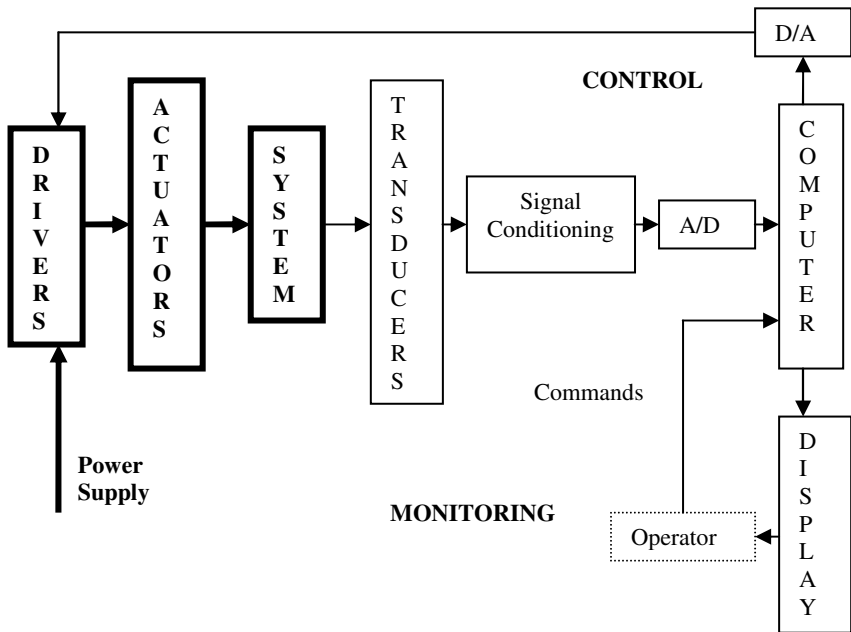 D/A
CONTROL
DRIVERS
ACTUATORS
SYSTEM
TRANSDUCERS
Signal
Conditioning
A/D
COMPUTER
Commands
Power
Supply
MONITORING
Operator
DISPLAY